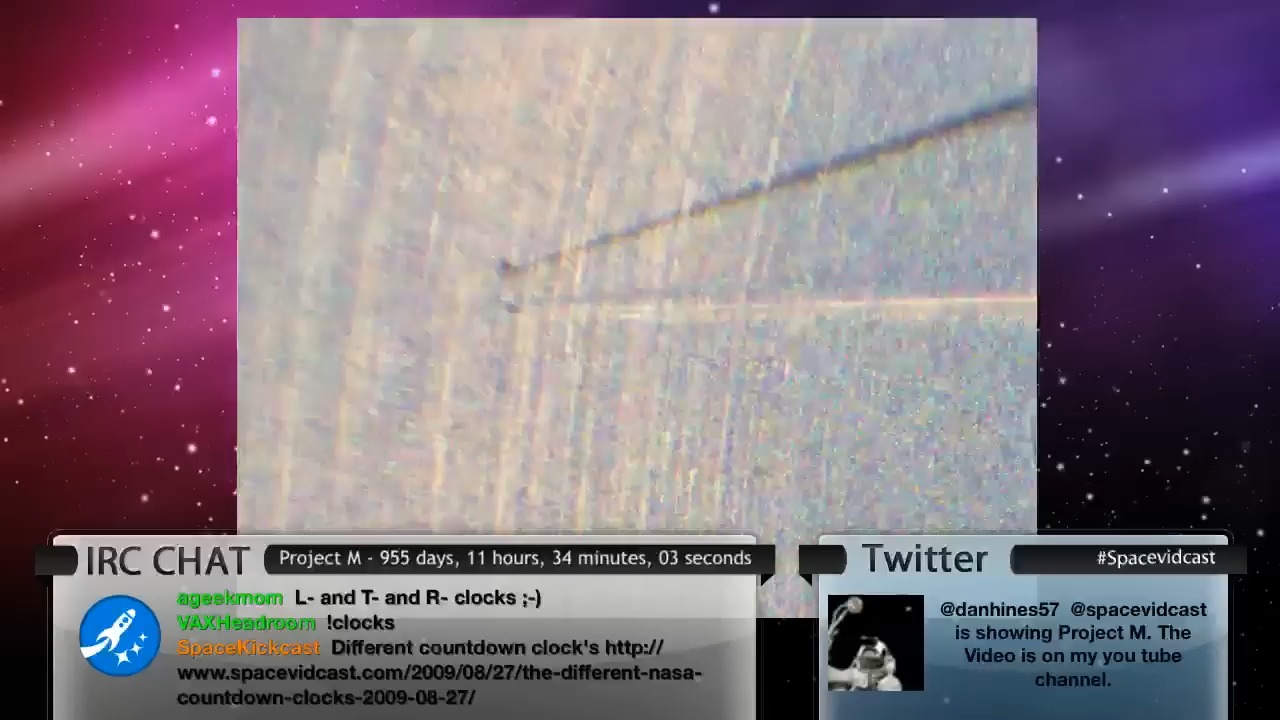 IRC CHAT
Project M - 955 days, 11 hours, 34 minutes, 03 seconds
ageekmom L- and T- and R- clocks ;-)
VAXHeadroom !clocks
SpaceKickcast Different countdown clock's http://
www.spacevidcast.com/2009/08/27/the-different-nasa-
countdown-clocks-2009-08-27/
Twitter
#Spacevidcast
@danhines57 @spacevidcast
is showing Project M. The
Video is on my you tube
channel.